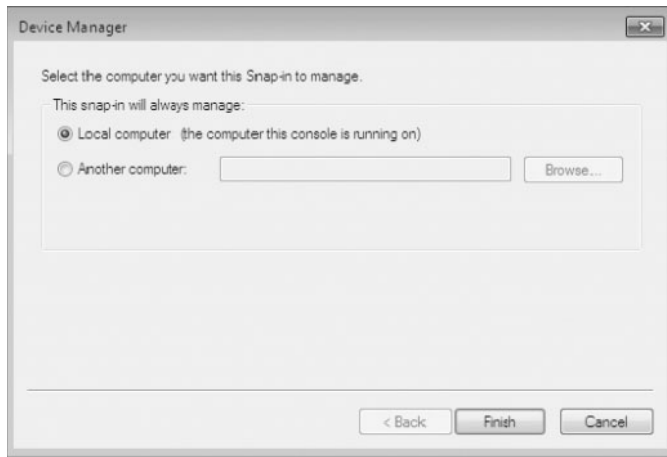 Device Manager
Select the computer you want this Snap-in to manage.
This snap-in will always manage:
Local computer (the computer this console is running on)
Another computer:
Browse...
< Back
Finish
Cancel